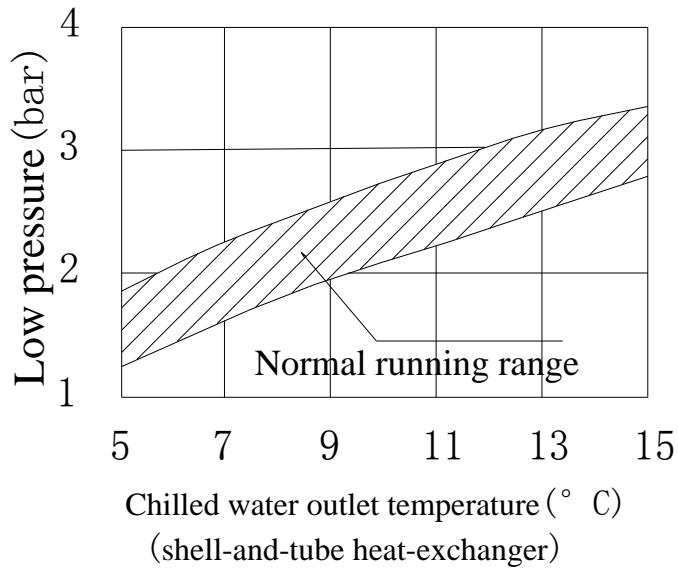 4
3
2
1
Low pressure (bar)
Normal running range
5 7 9 11 13 15
Chilled water outlet temperature (° C)
(shell-and-tube heat-exchanger)